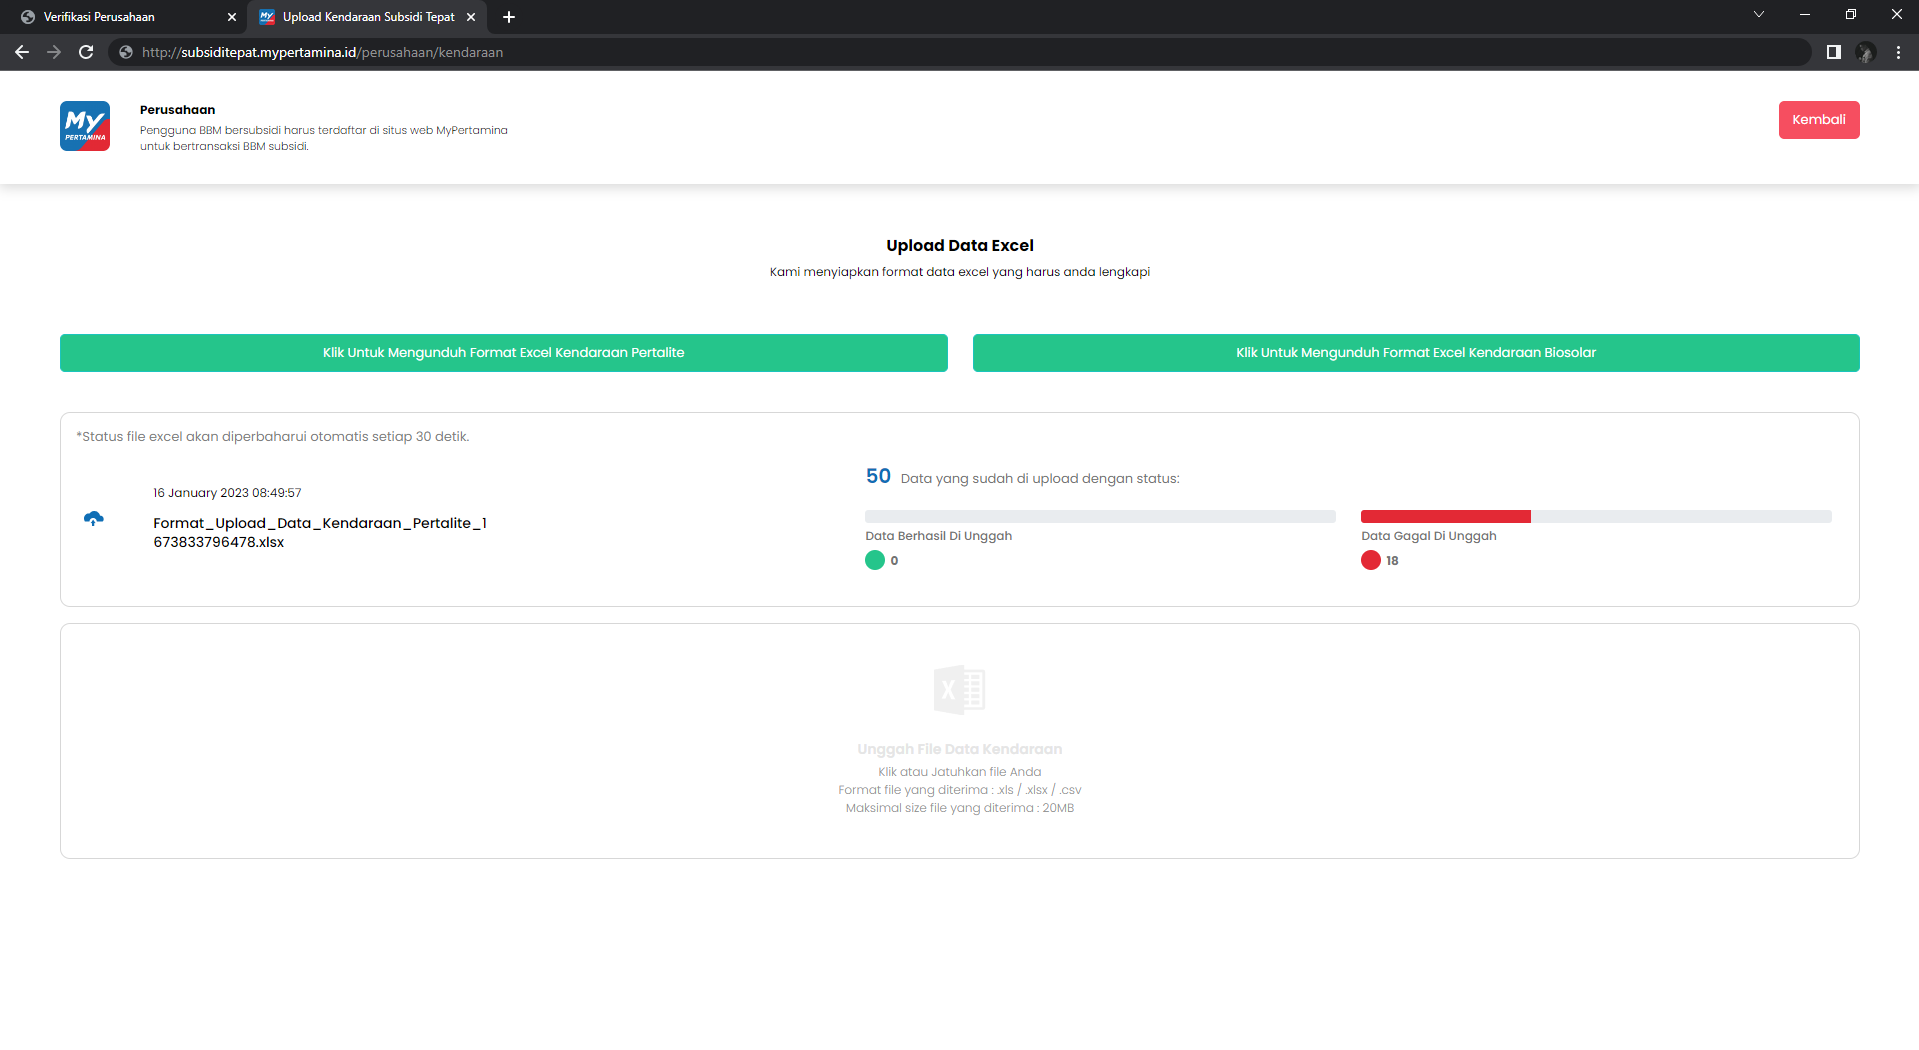 Verifikasi Perusahaan
Upload Kendaraan Subsidi Tepat
http://subsiditepat.mypertamina.id/perusahaan/kendaraan
My
PERTAMINA
Perusahaan
Pengguna BBM bersubsidi harus terdaftar di situs web MyPertamina
untuk bertransaksi BBM subsidi.
Kembali
Upload Data Excel
Kami menyiapkan format data excel yang harus anda lengkapi
Klik Untuk Mengunduh Format Excel Kendaraan Pertalite
Klik Untuk Mengunduh Format Excel Kendaraan Biosolar
*Status file excel akan diperbaharui otomatis setiap 30 detik.
16 January 2023 08:49:57
Format_Upload_Data_Kendaraan_Pertalite_1
673833796478.xlsx
50 Data yang sudah di upload dengan status:
Data Berhasil Di Unggah
0
Data Gagal Di Unggah
18
X
Unggah File Data Kendaraan
Klik atau Jatuhkan file Anda
Format file yang diterima : .xls / .xlsx / .csv
Maksimal size file yang diterima : 20MB